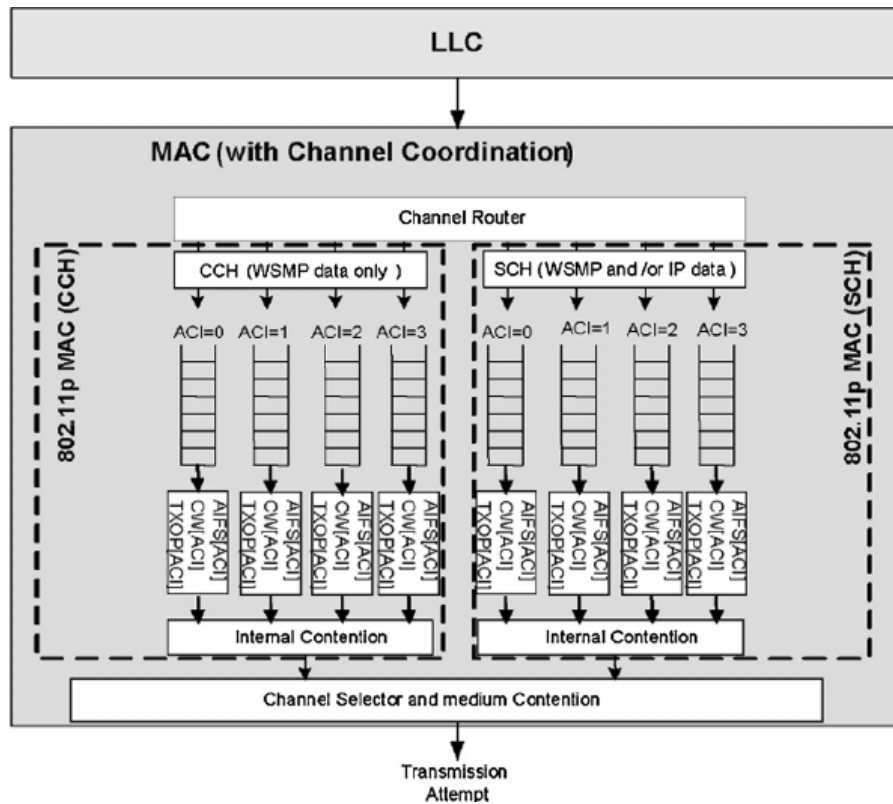 LLC
MAC (with Channel Coordination)
Channel Router
802.11p MAC (CCH)
CCH (WSMP data only )
ACI=0 ACI=1 ACI=2 ACI=3
AIFS[ACI]
CW[ACI]
TXOP[ACI]
AIFS[ACI]
CW[ACI]
TXOP[ACI]
AIFS[ACI]
CW[ACI]
TXOP[ACI]
AIFS[ACI]
CW[ACI]
TXOP[ACI]
Internal Contention
SCH (WSMP and /or IP data )
802.11p MAC (SCH)
ACI=0 ACI=1 ACI=2 ACI=3
AIFS[ACI]
CW[ACI]
TXOP[ACI]
AIFS[ACI]
CW[ACI]
TXOP[ACI]
AIFS[ACI]
CW[ACI]
TXOP[ACI]
AIFS[ACI]
CW[ACI]
TXOP[ACI]
Internal Contention
Channel Selector and medium Contention
Transmission
Attempt